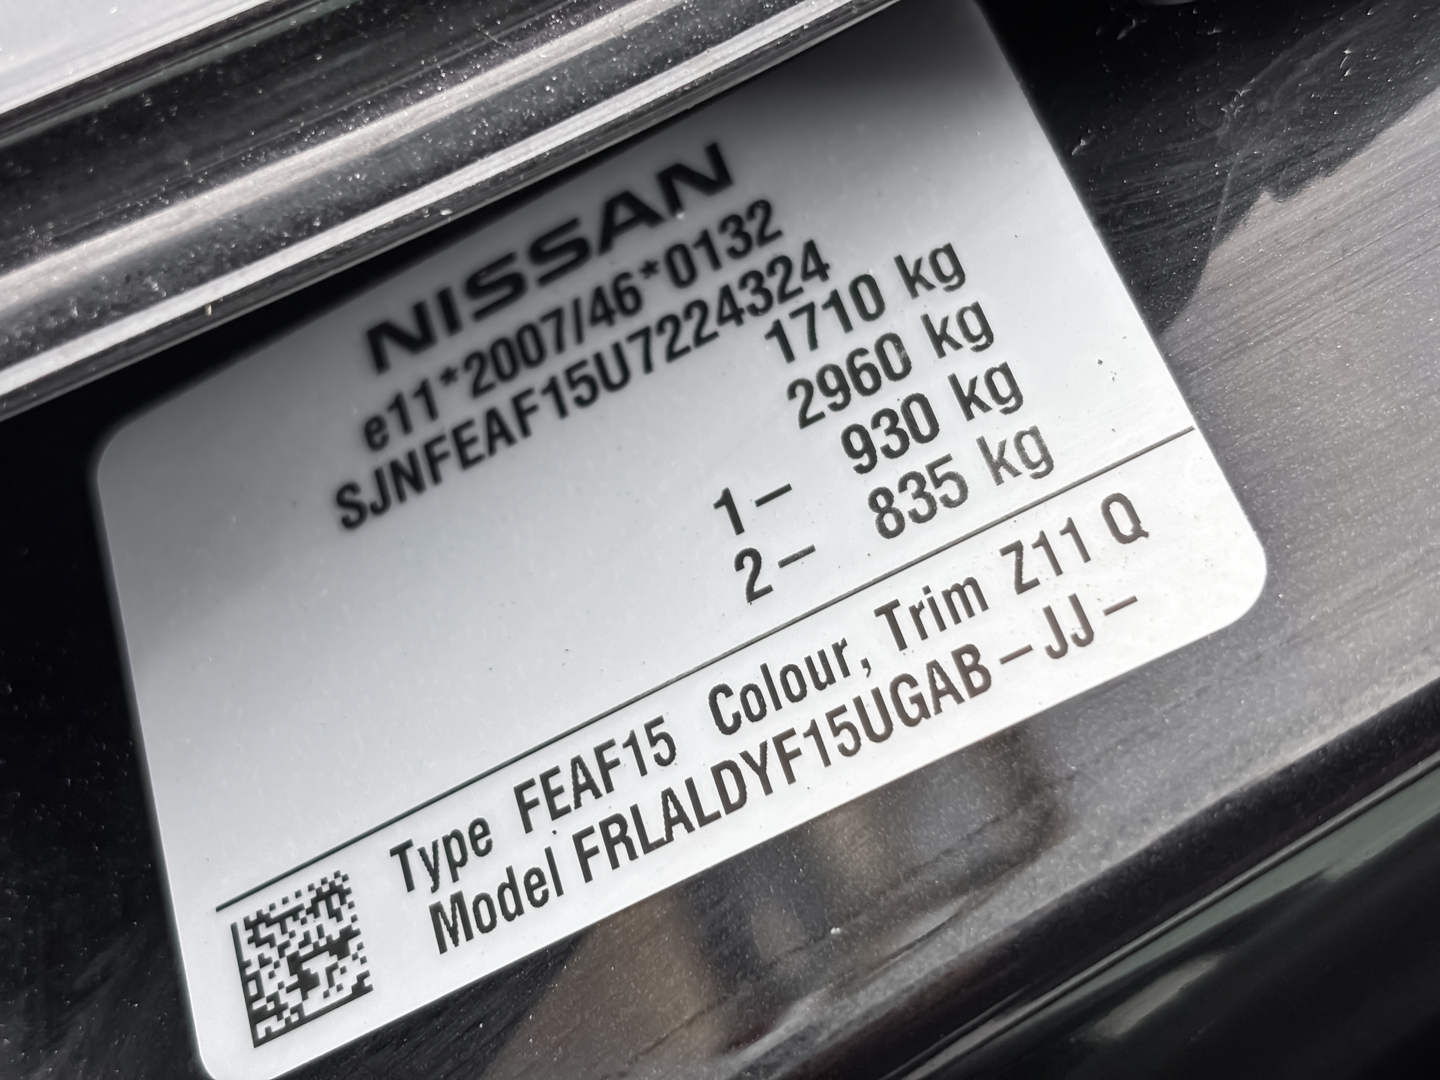 NISSAN
e11*2007/46*0132
SJNFEAF15U7224324
1710 kg
2960 kg
1– 930 kg
2– 835 kg
Type FEAF15 Colour, Trim Z11 Q
Model FRLALDYF15UGAB–JJ–